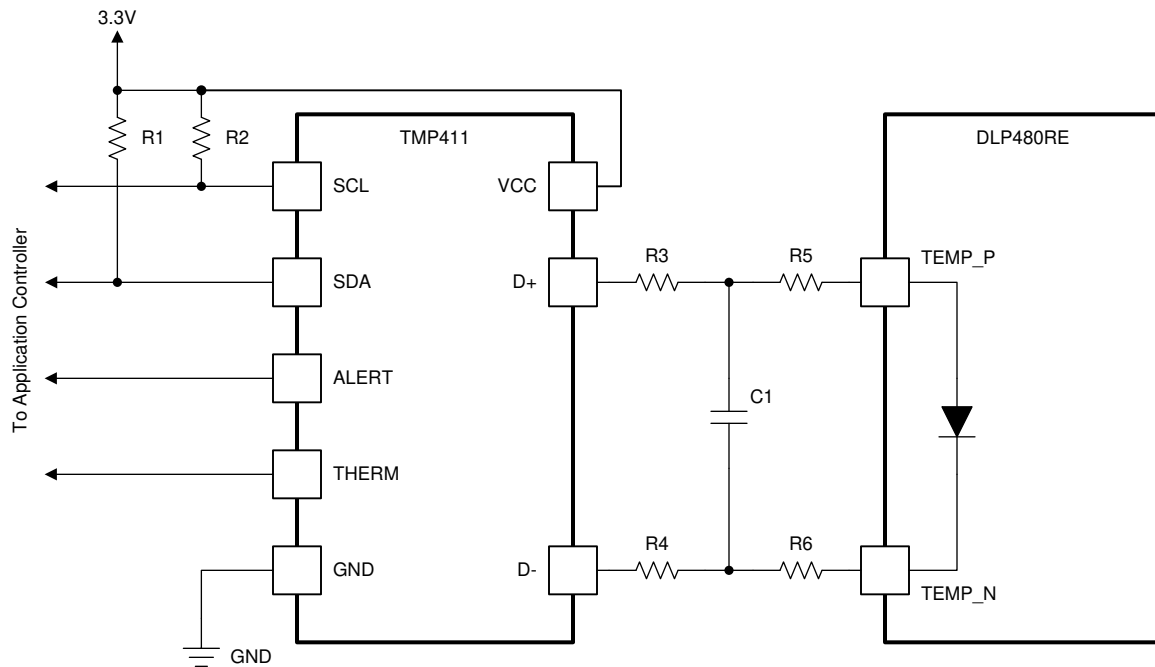 3.3V
R1
R2
TMP411
DLP480RE
SCL
VCC
SDA
D+
R3
R5
TEMP_P
To Application Controller
ALERT
C1
THERM
GND
D-
R4
R6
TEMP_N
GND